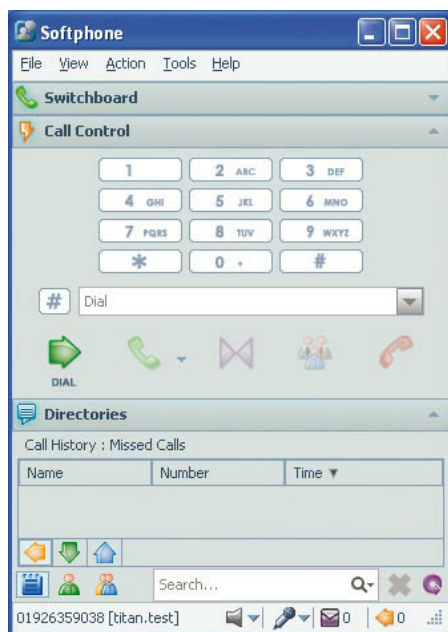 Softphone
File View Action Tools Help
Switchboard
Call Control
1 2 ABC 3 DEF
4 GHI 5 JKL 6 MNO
7 PQRS 8 TUV 9 WXYZ
* 0 + #
# Dial
DIAL
Directories
Call History : Missed Calls
Name Number Time
Search...
01926359038 [titan.test] 0 0